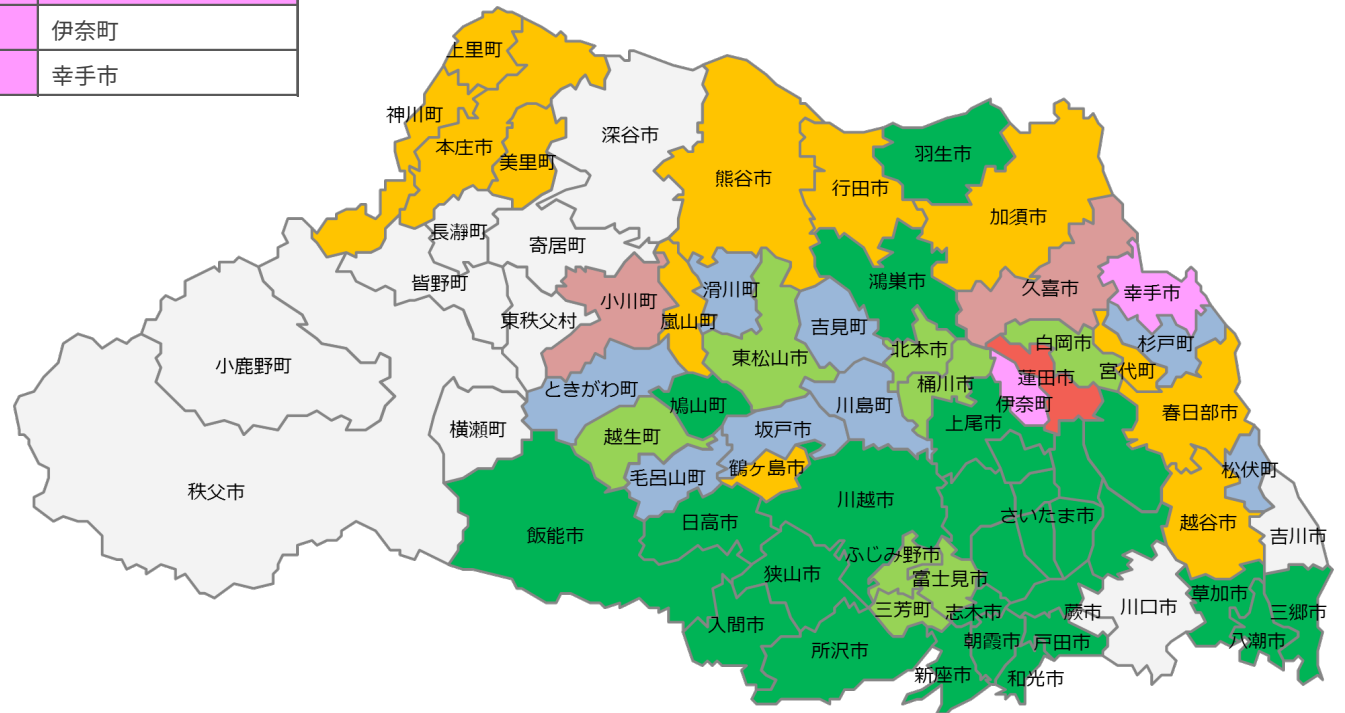 伊奈町
幸手市
上里町
神川町
本庄市
美里町
深谷市
熊谷市
行田市
羽生市
加須市
長瀞町
寄居町
皆野町
小川町
嵐山町
滑川町
鴻巣市
久喜市
幸手市
東秩父村
吉見町
小鹿野町
東松山市
北本市
白岡市
杉戸町
宮代町
ときがわ町
鳩山町
川島町
桶川市
蓮田市
伊奈町
春日部市
横瀬町
越生町
坂戸市
上尾市
毛呂山町
鶴ヶ島市
松伏町
秩父市
川越市
さいたま市
越谷市
飯能市
日高市
吉川市
ふじみ野市
狭山市
富士見市
三芳町
志木市
蕨市
川口市
草加市
三郷市
入間市
所沢市
朝霞市
戸田市
八潮市
新座市
和光市